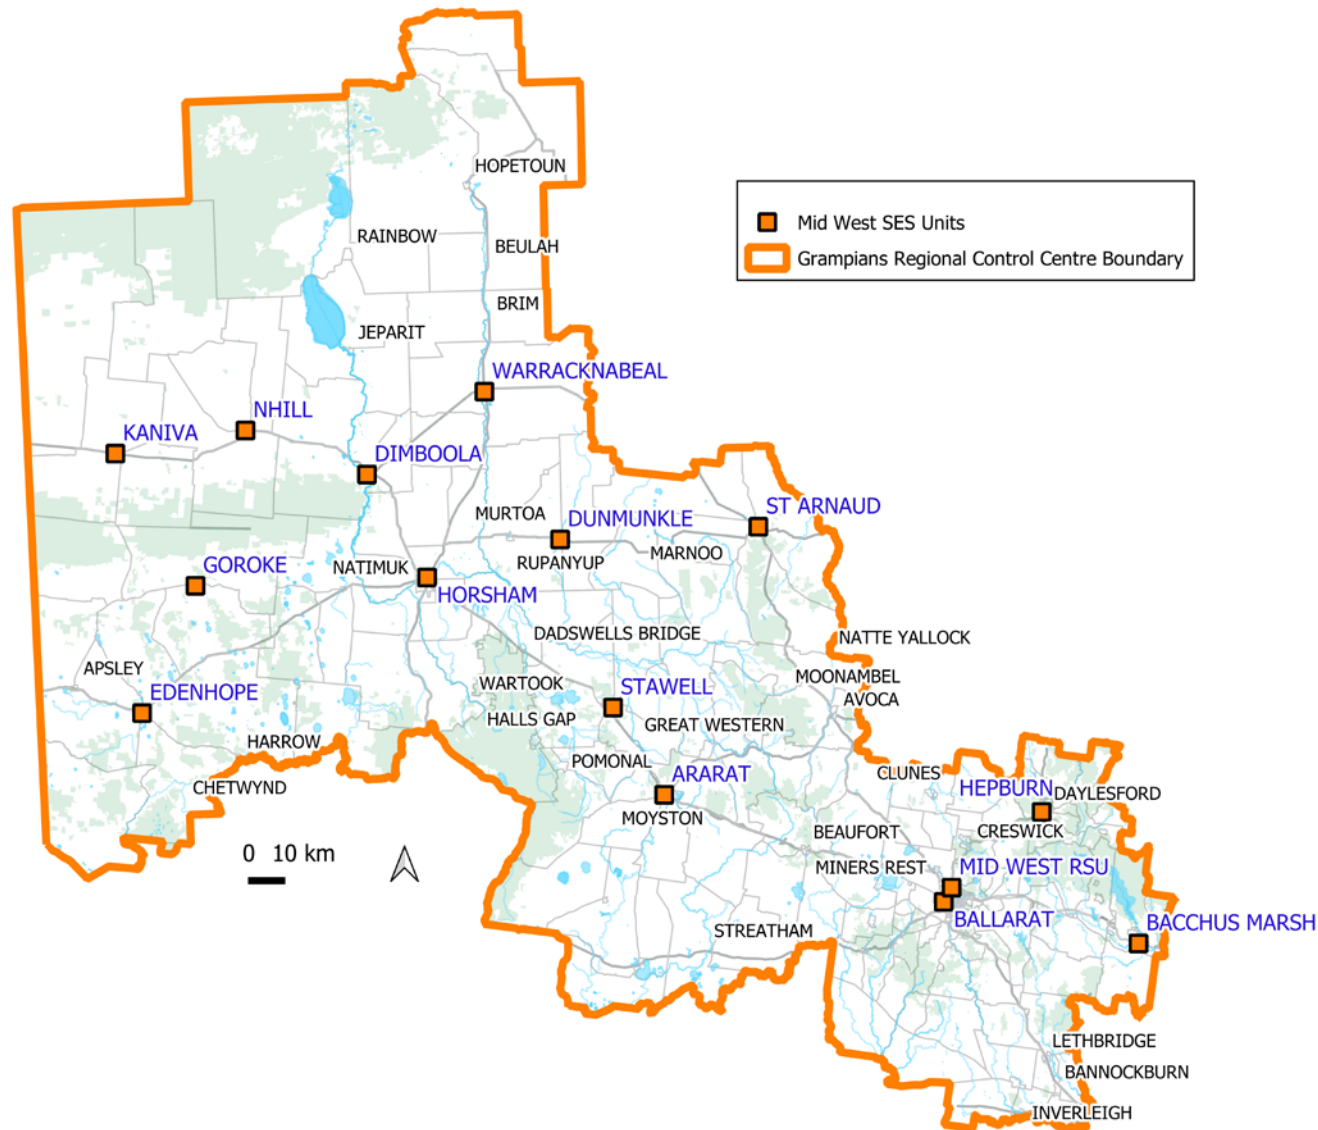 HOPETOUN
Mid West SES Units
RAINBOW
BEULAH
Grampians Regional Control Centre Boundary
BRIM
JEPARIT
WARRACKNABEAL
NHILL
KANIVA
DIMBOOLA
ST ARNAUD
MURTOA
DUNMUNKLE
MARNOO
RUPANYUP
GOROKE
NATIMUK
HORSHAM
DADSWELLS BRIDGE
NATTE YALLOCK
APSLEY
MOONAMBEL
WARTOOK
STAWELL
EDENHOPE
AVOCA
HALLS GAP
GREAT WESTERN
HARROW
POMONAL
ARARAT
CLUNES
CHETWYND
HEPBURN
DAYLESFORD
MOYSTON
BEAUFORT
CRESWICK
0 10 km
MINERS REST
MID WEST RSU
BALLARAT
BACCHUS MARSH
STREATHAM
LETHBRIDGE
BANNOCKBURN
INVERLEIGH